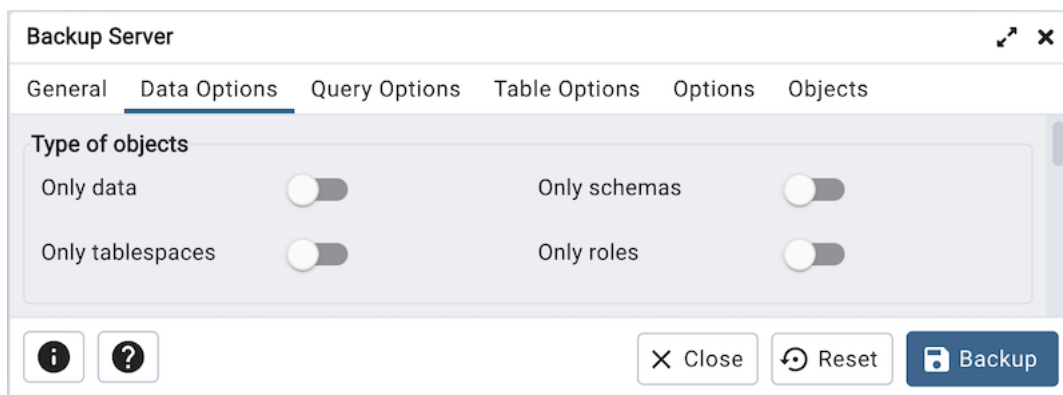 Backup Server
General Data Options Query Options Table Options Options Objects
Type of objects
Only data Only schemas
Only tablespaces Only roles
Close Reset Backup